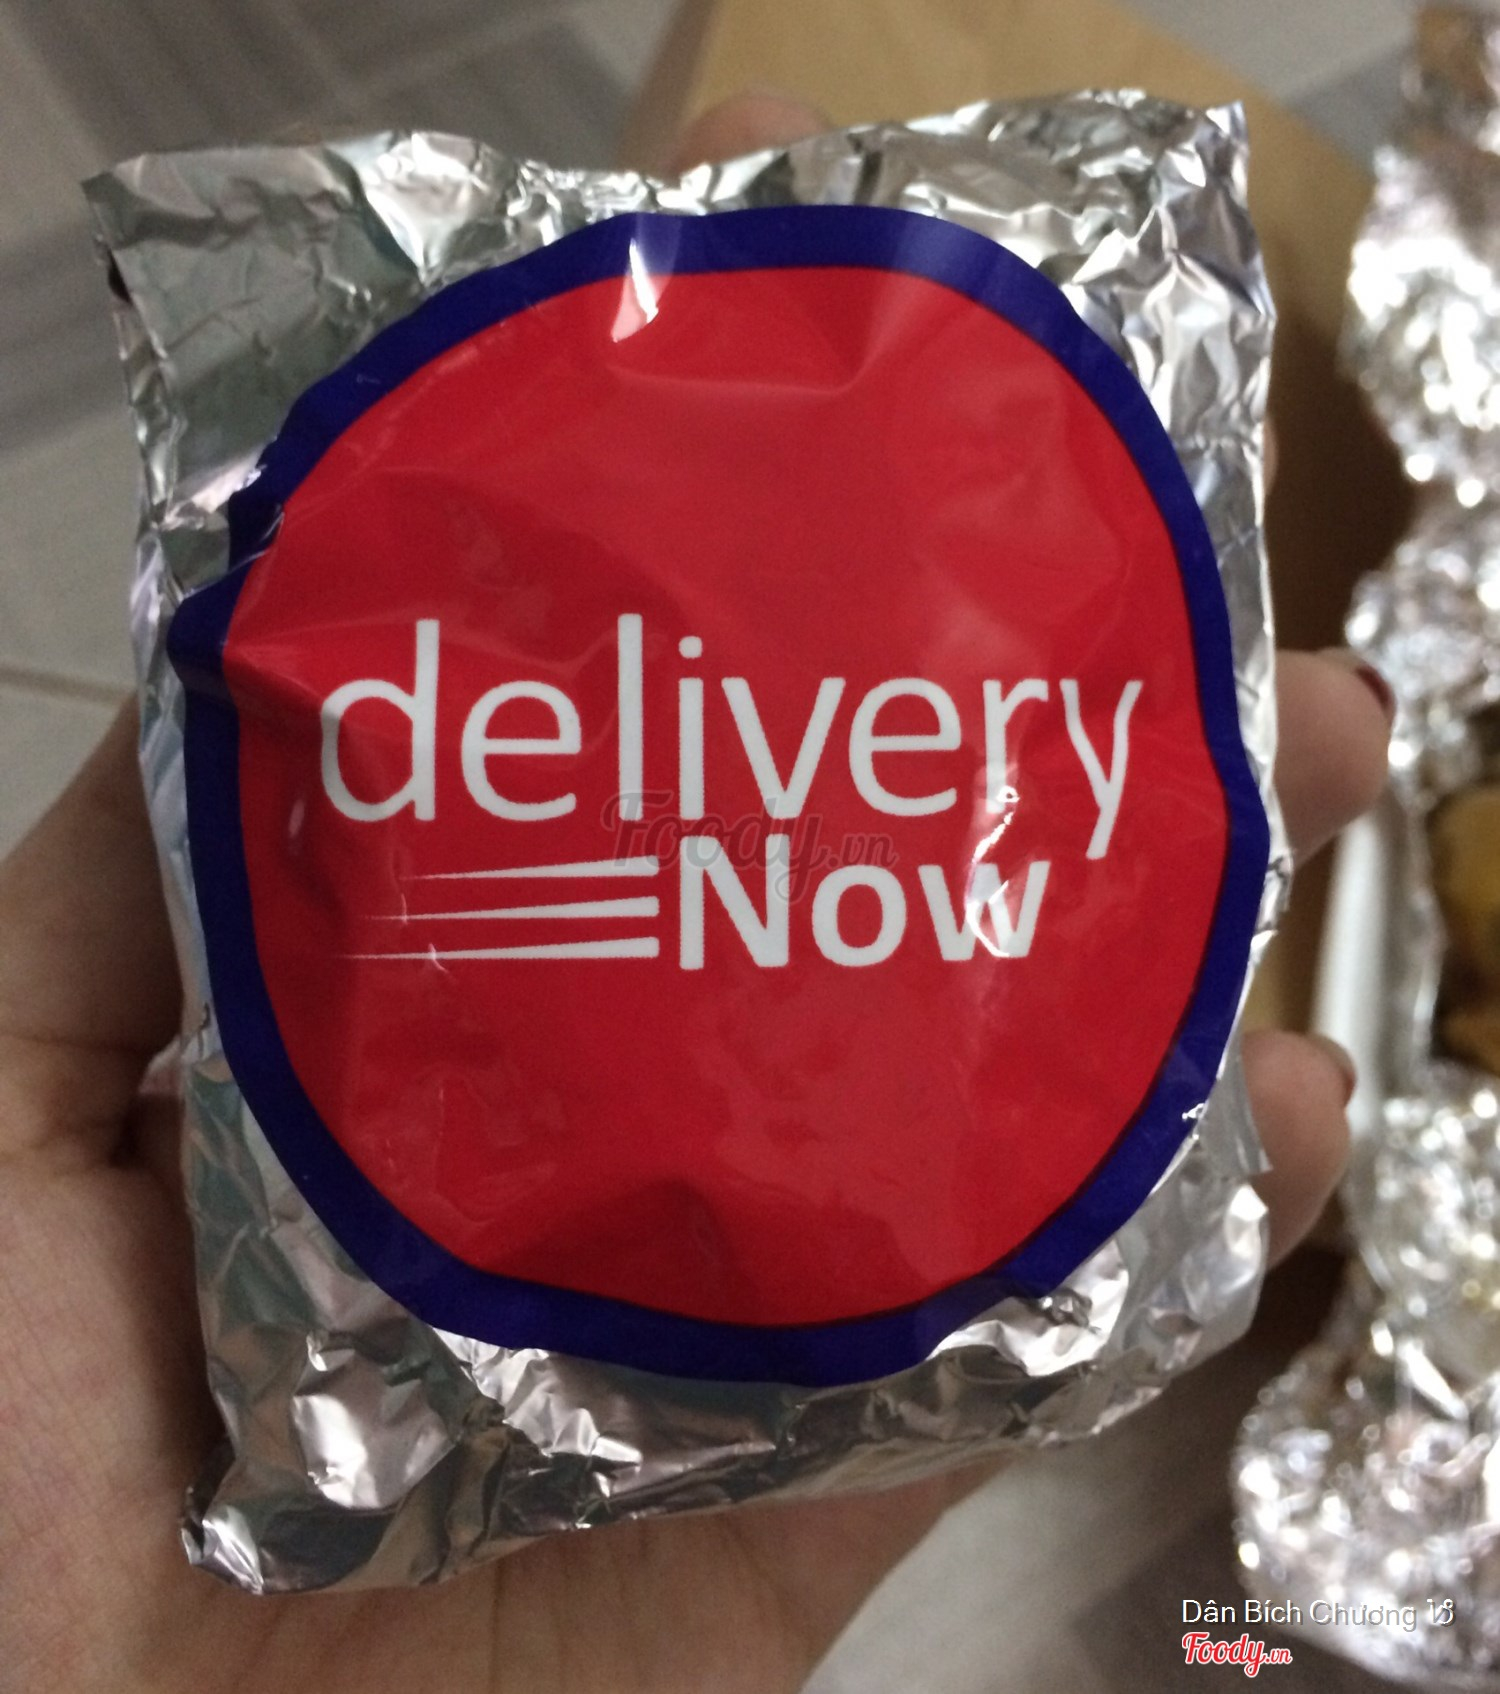 delivery
Now
Foody.vn
Dân Bích Chương
Foody.vn